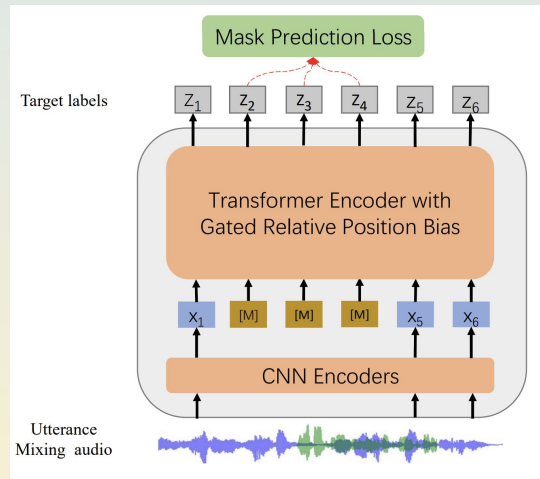 Mask Prediction Loss
Target labels
Z1 Z2 Z3 Z4 Z5 Z6
Transformer Encoder with
Gated Relative Position Bias
x1 [M] [M] [M] x5 x6
CNN Encoders
Utterance
Mixing audio